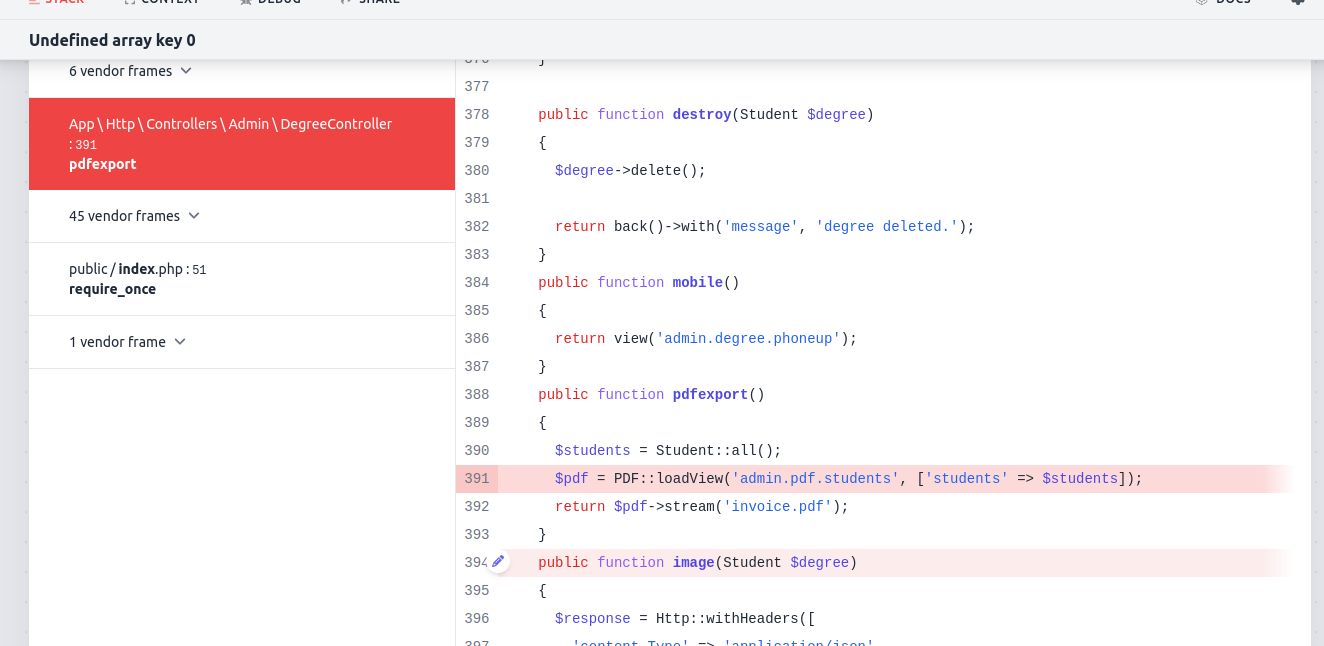 STACK CONTEXT DEBUG SHARE DOCS
Undefined array key 0
6 vendor frames
App \ Http \ Controllers \ Admin \ DegreeController
: 391
pdfexport
45 vendor frames
public / index.php : 51
require_once
1 vendor frame
376 }
377
378 public function destroy(Student $degree)
379 {
380 $degree->delete();
381
382 return back()->with('message', 'degree deleted.');
383 }
384 public function mobile()
385 {
386 return view('admin.degree.phoneup');
387 }
388 public function pdfexport()
389 {
390 $students = Student::all();
391 $pdf = PDF::loadView('admin.pdf.students', ['students' => $students]);
392 return $pdf->stream('invoice.pdf');
393 }
394 public function image(Student $degree)
395 {
396 $response = Http::withHeaders([
397 'content-Type' => 'application/json'